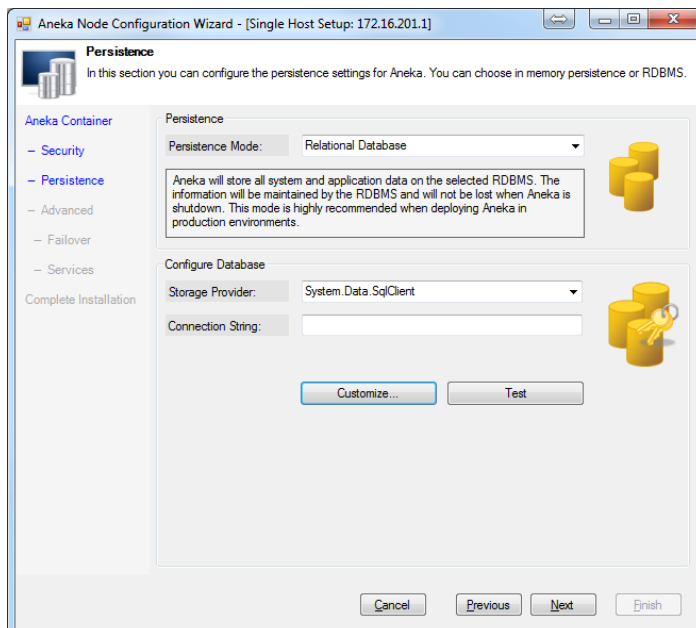 Aneka Node Configuration Wizard - [Single Host Setup: 172.16.201.1]
Persistence
In this section you can configure the persistence settings for Aneka. You can choose in memory persistence or RDBMS.
Aneka Container
– Security
– Persistence
– Advanced
– Failover
– Services
Complete Installation
Persistence
Persistence Mode: Relational Database
Aneka will store all system and application data on the selected RDBMS. The
information will be maintained by the RDBMS and will not be lost when Aneka is
shutdown. This mode is highly recommended when deploying Aneka in
production environments.
Configure Database
Storage Provider: System.Data.SqlClient
Connection String:
Customize... Test
Cancel Previous Next Finish